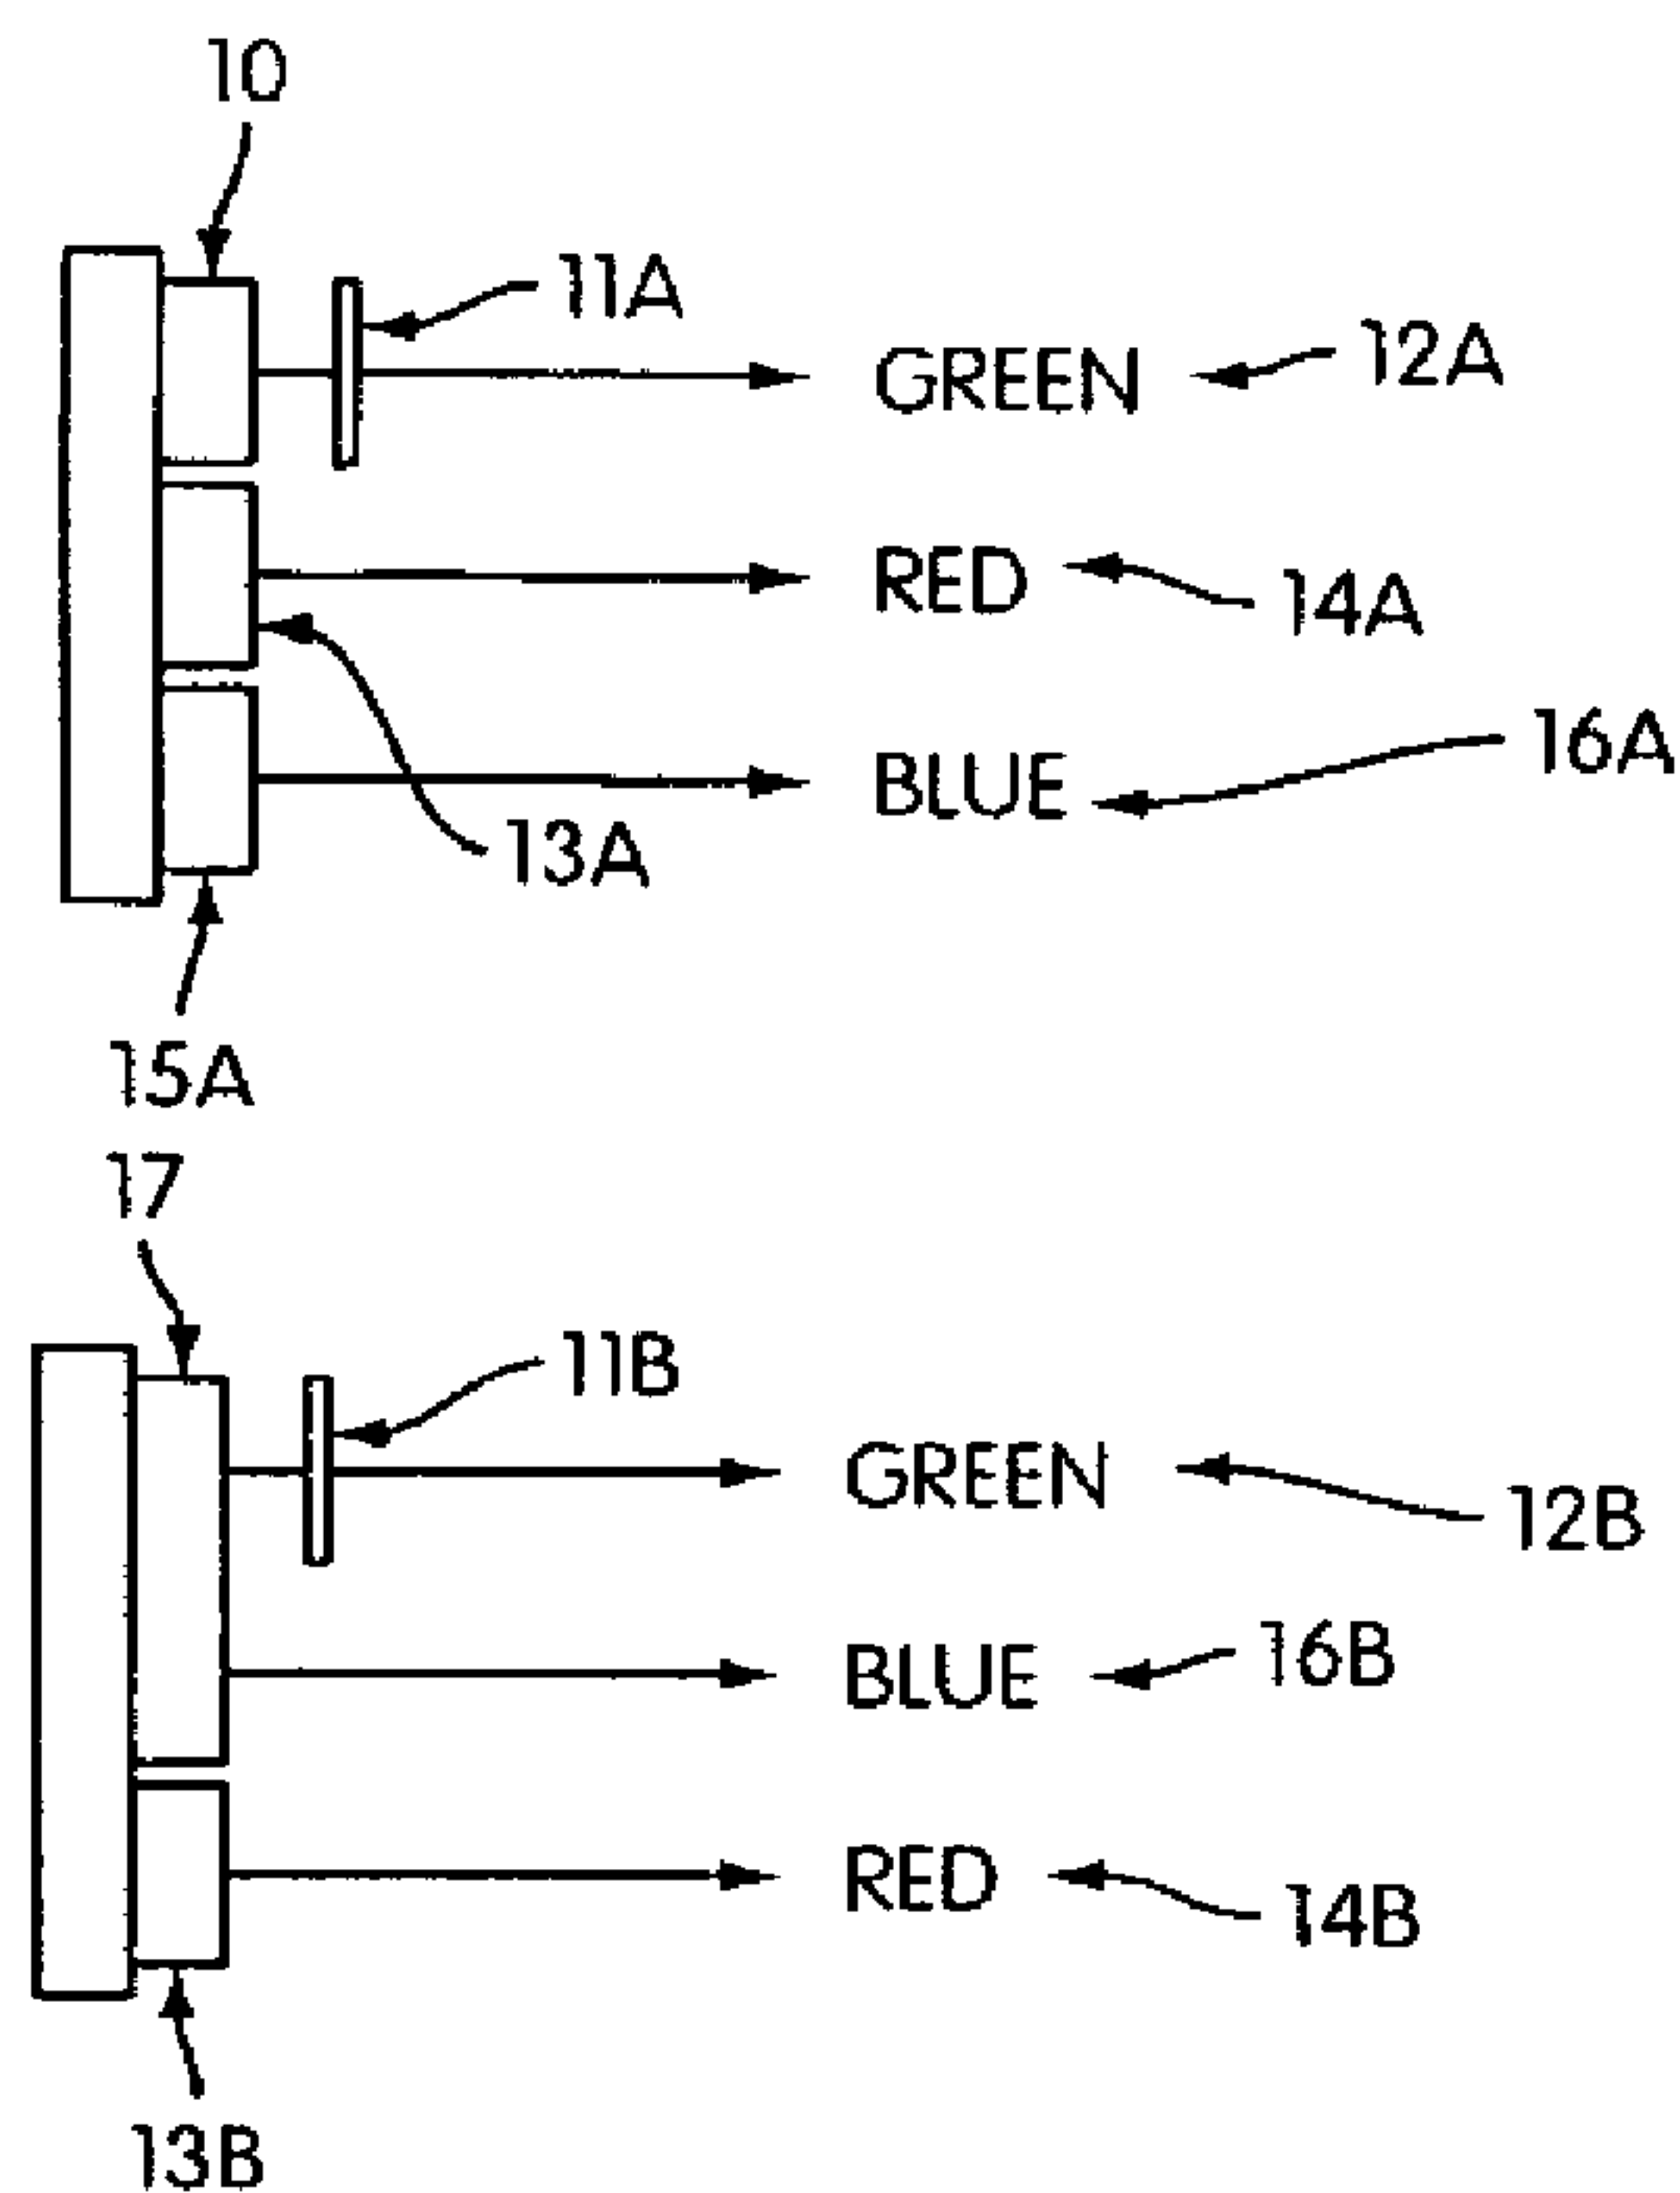 10
11A
GREEN 12A
RED 14A
BLUE 16A
13A
15A
17
11B
GREEN 12B
BLUE 16B
RED 14B
13B